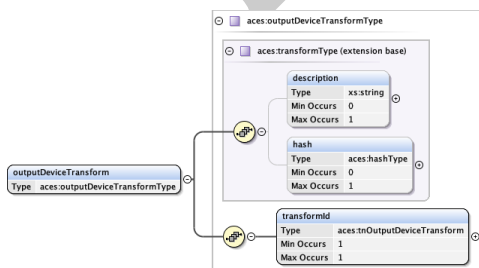 aces:outputDeviceTransformType
aces:transformType (extension base)
description
Type xs:string
Min Occurs 0
Max Occurs 1
hash
Type aces:hashType
Min Occurs 0
Max Occurs 1
outputDeviceTransform
Type aces:outputDeviceTransformType
transformId
Type aces:tnOutputDeviceTransform
Min Occurs 1
Max Occurs 1